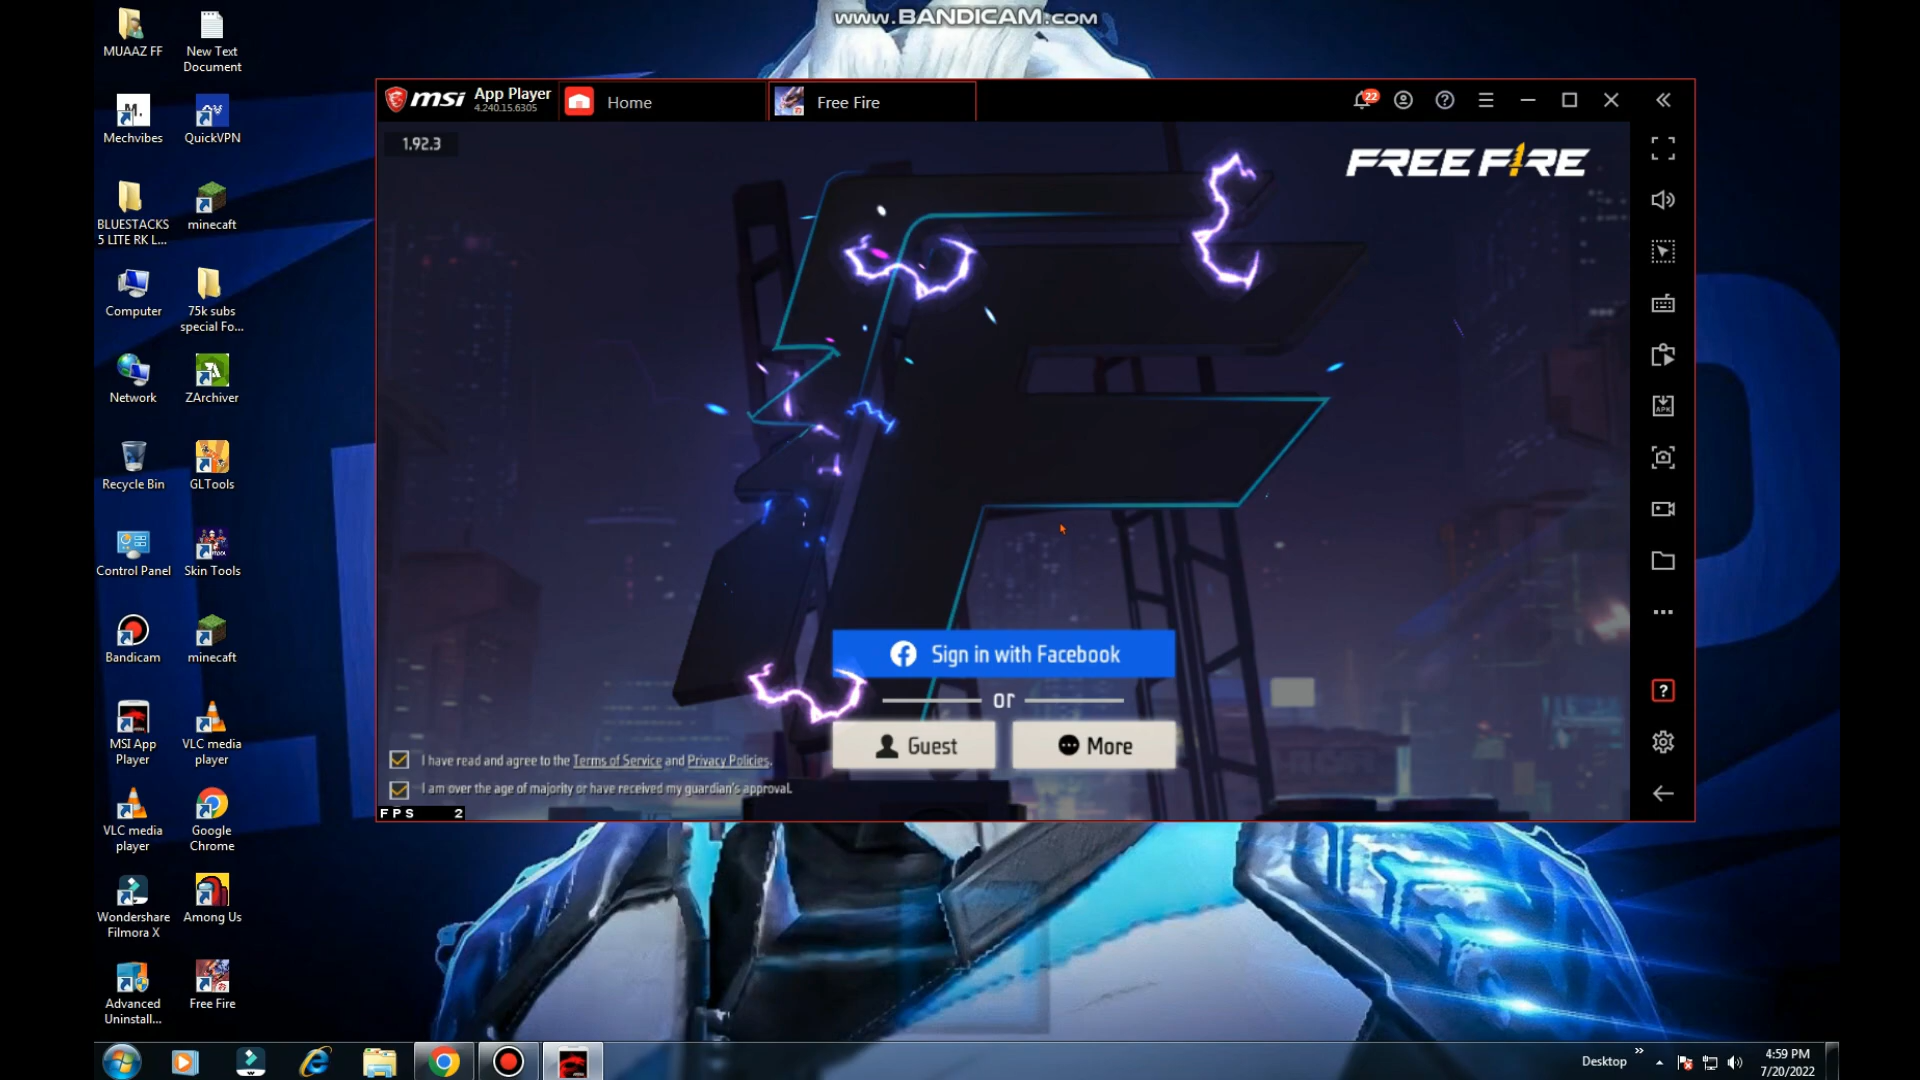 www.BANDICAM.com
MUAAZ FF
New Text
Document
Mechvibes
QuickVPN
BLUESTACKS
5 LITE RK L...
minecaft
Computer
75k subs
special Fo...
Network
ZArchiver
Recycle Bin
GLTools
Control Panel
Skin Tools
Bandicam
minecaft
MSI App
Player
VLC media
player
VLC media
player
Google
Chrome
Wondershare
Filmora X
Among Us
Advanced
Uninstall...
Free Fire
msi App Player
4.240.15.6305
Home
Free Fire
22
1.92.3
FREE FIRE
APK
Sign in with Facebook
or
Guest
More
I have read and agree to the Terms of Service and Privacy Policies.
I am over the age of majority or have received my guardian's approval.
FPS 2
Desktop
4:59 PM
7/20/2022